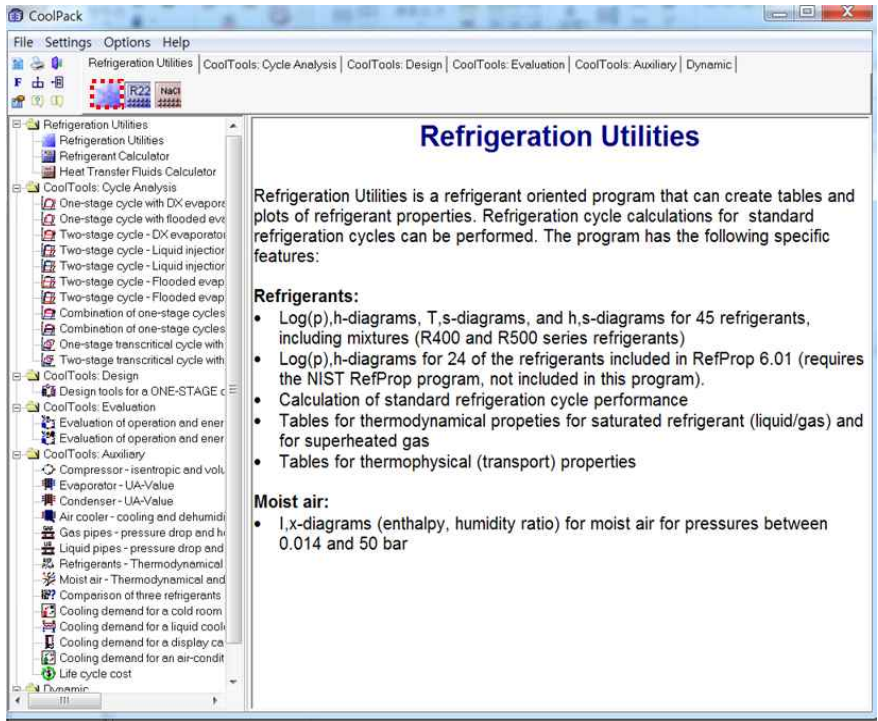 CoolPack
File Settings Options Help
Refrigeration Utilities CoolTools: Cycle Analysis CoolTools: Design CoolTools: Evaluation CoolTools: Auxiliary Dynamic
F
R22 NaCl
Refrigeration Utilities
Refrigeration Utilities
Refrigerant Calculator
Heat Transfer Fluids Calculator
CoolTools: Cycle Analysis
One-stage cycle with DX evapora
One-stage cycle with flooded eva
Two-stage cycle - DX evaporator
Two-stage cycle - Liquid injection
Two-stage cycle - Liquid injection
Two-stage cycle - Flooded evap
Two-stage cycle - Flooded evap
Combination of one-stage cycles
Combination of one-stage cycles
One-stage transcritical cycle with
Two-stage transcritical cycle with
CoolTools: Design
Design tools for a ONE-STAGE c
CoolTools: Evaluation
Evaluation of operation and ener
Evaluation of operation and ener
CoolTools: Auxiliary
Compressor - isentropic and volu
Evaporator - UA-Value
Condenser - UA-Value
Air cooler - cooling and dehumidi
Gas pipes - pressure drop and he
Liquid pipes - pressure drop and
Refrigerants - Thermodynamical
Moist air - Thermodynamical and
Comparison of three refrigerants
Cooling demand for a cold room
Cooling demand for a liquid coole
Cooling demand for a display ca
Cooling demand for an air-condit
Life cycle cost
Dynamic
Refrigeration Utilities
Refrigeration Utilities is a refrigerant oriented program that can create tables and
plots of refrigerant properties. Refrigeration cycle calculations for standard
refrigeration cycles can be performed. The program has the following specific
features:
Refrigerants:
• Log(p),h-diagrams, T,s-diagrams, and h,s-diagrams for 45 refrigerants,
including mixtures (R400 and R500 series refrigerants)
• Log(p),h-diagrams for 24 of the refrigerants included in RefProp 6.01 (requires
the NIST RefProp program, not included in this program).
• Calculation of standard refrigeration cycle performance
• Tables for thermodynamical propeties for saturated refrigerant (liquid/gas) and
for superheated gas
• Tables for thermophysical (transport) properties
Moist air:
• I,x-diagrams (enthalpy, humidity ratio) for moist air for pressures between
0.014 and 50 bar